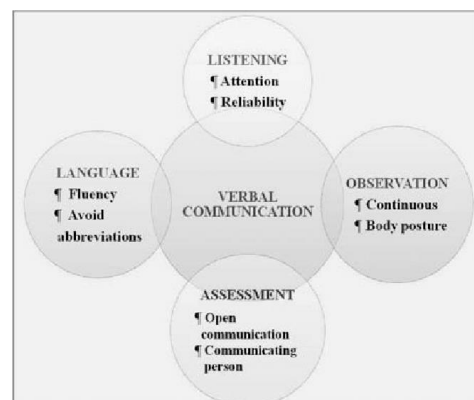 LISTENING
¶ Attention
¶ Reliability
LANGUAGE
¶ Fluency
¶ Avoid
abbreviations
VERBAL
COMMUNICATION
OBSERVATION
¶ Continuous
¶ Body posture
ASSESSMENT
¶ Open
communication
¶ Communicating
person